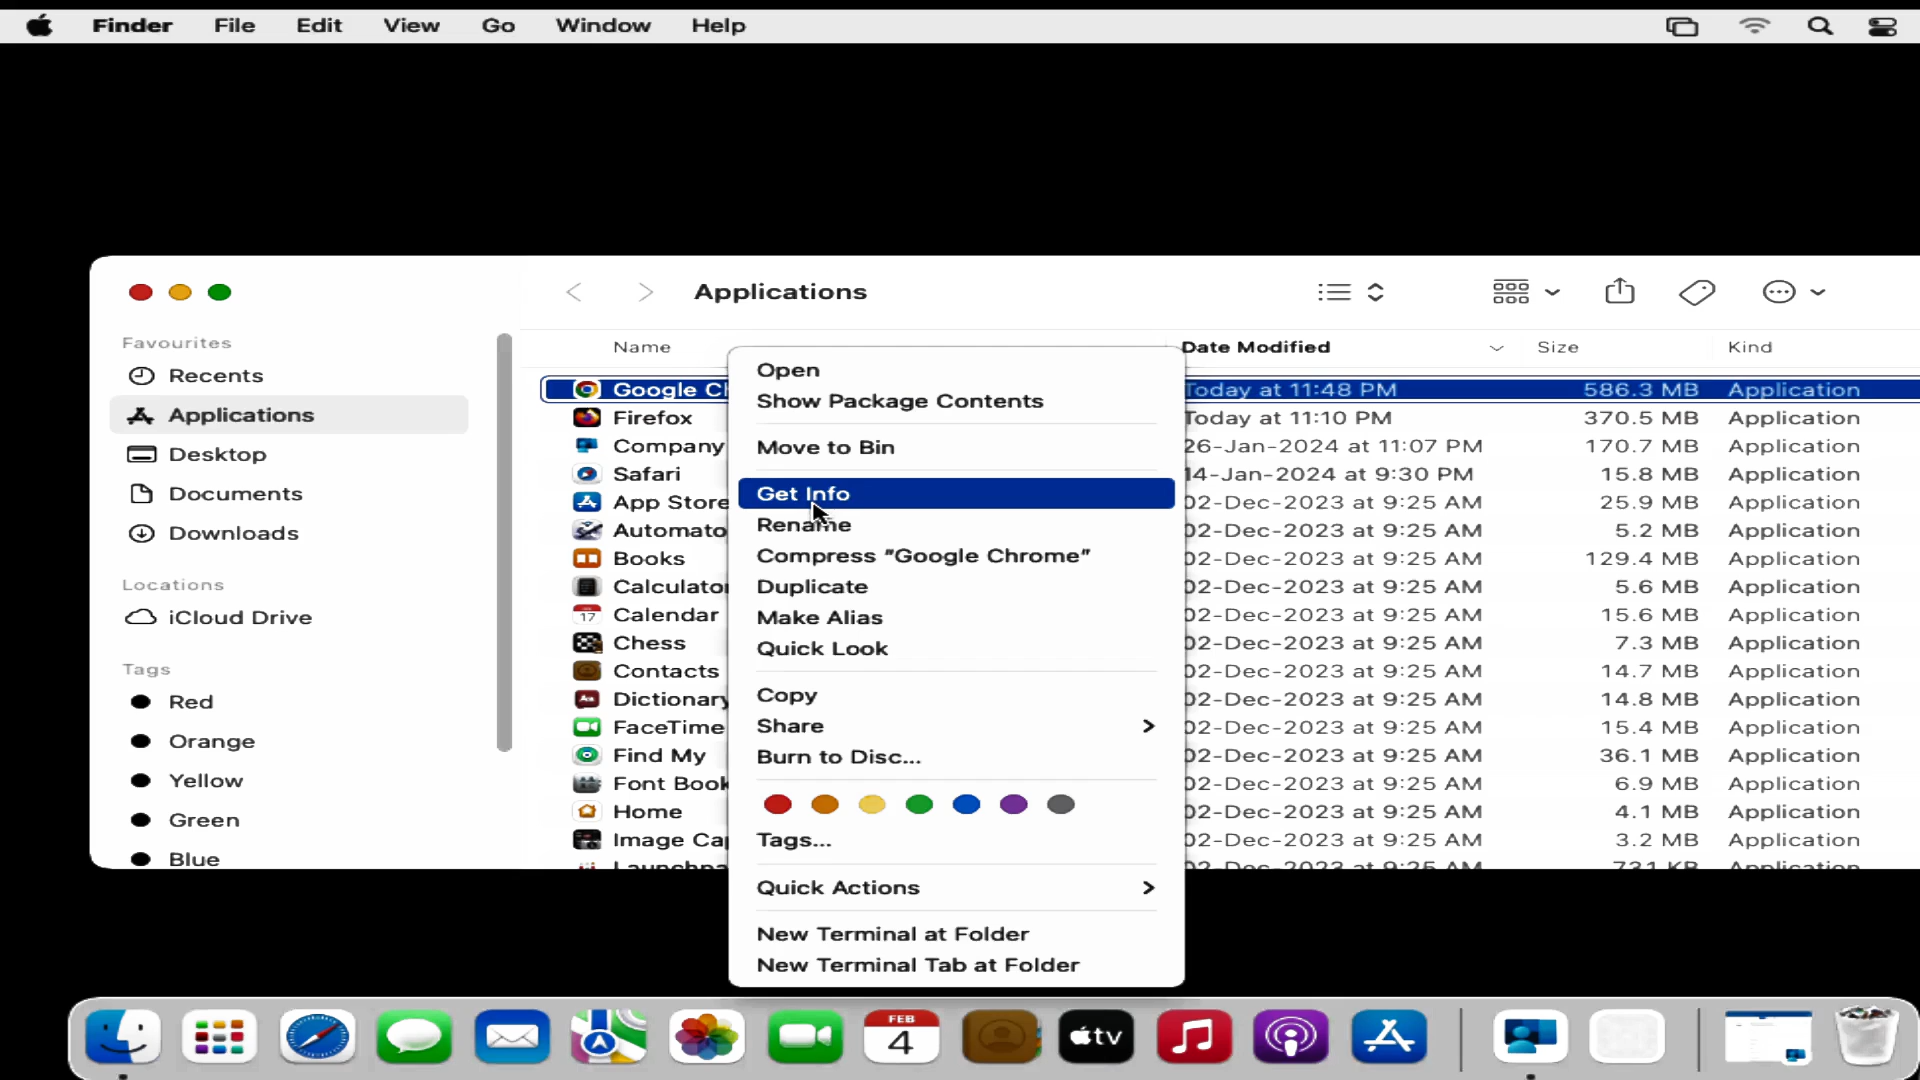 Finder File Edit View Go Window Help
Applications
Favourites
Recents
Applications
Desktop
Documents
Downloads
Locations
iCloud Drive
Tags
Red
Orange
Yellow
Green
Blue
Name Date Modified Size Kind
Google Ch Today at 11:48 PM 586.3 MB Application
Firefox Today at 11:10 PM 370.5 MB Application
Company 26-Jan-2024 at 11:07 PM 170.7 MB Application
Safari 14-Jan-2024 at 9:30 PM 15.8 MB Application
App Store 02-Dec-2023 at 9:25 AM 25.9 MB Application
Automato 02-Dec-2023 at 9:25 AM 5.2 MB Application
Books 02-Dec-2023 at 9:25 AM 129.4 MB Application
Calculator 02-Dec-2023 at 9:25 AM 5.6 MB Application
Calendar 02-Dec-2023 at 9:25 AM 15.6 MB Application
Chess 02-Dec-2023 at 9:25 AM 7.3 MB Application
Contacts 02-Dec-2023 at 9:25 AM 14.7 MB Application
Dictionary 02-Dec-2023 at 9:25 AM 14.8 MB Application
FaceTime 02-Dec-2023 at 9:25 AM 15.4 MB Application
Find My 02-Dec-2023 at 9:25 AM 36.1 MB Application
Font Book 02-Dec-2023 at 9:25 AM 6.9 MB Application
Home 02-Dec-2023 at 9:25 AM 4.1 MB Application
Image Ca 02-Dec-2023 at 9:25 AM 3.2 MB Application
Launchpa 02-Dec-2023 at 9:25 AM 731 KB Application
Open
Show Package Contents
Move to Bin
Get Info
Rename
Compress "Google Chrome"
Duplicate
Make Alias
Quick Look
Copy
Share
Burn to Disc...
Tags...
Quick Actions
New Terminal at Folder
New Terminal Tab at Folder
17
FEB
4
tv